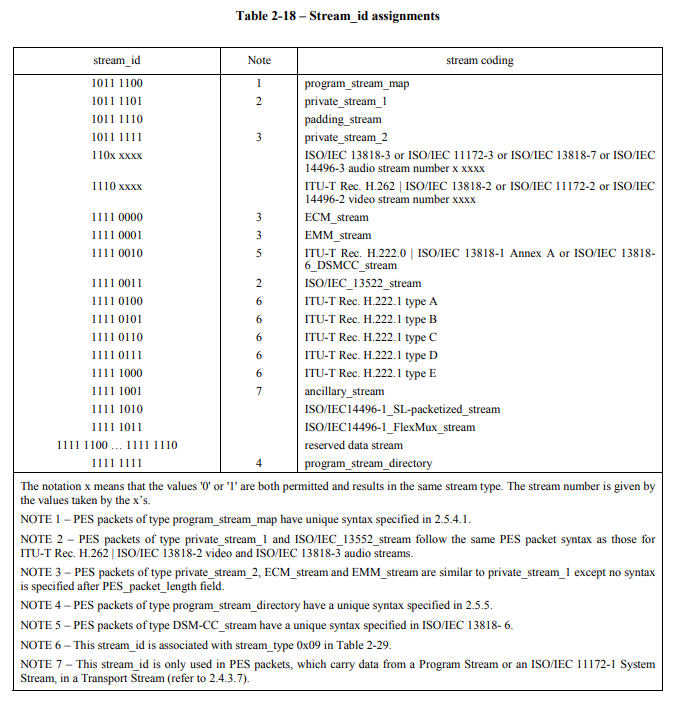 Table 2-18 – Stream_id assignments
stream_id Note stream coding
1011 1100 1 program_stream_map
1011 1101 2 private_stream_1
1011 1110 padding_stream
1011 1111 3 private_stream_2
110x xxxx ISO/IEC 13818-3 or ISO/IEC 11172-3 or ISO/IEC 13818-7 or ISO/IEC
14496-3 audio stream number x xxxx
1110 xxxx ITU-T Rec. H.262 | ISO/IEC 13818-2 or ISO/IEC 11172-2 or ISO/IEC
14496-2 video stream number xxxx
1111 0000 3 ECM_stream
1111 0001 3 EMM_stream
1111 0010 5 ITU-T Rec. H.222.0 | ISO/IEC 13818-1 Annex A or ISO/IEC 13818-
6_DSMCC_stream
1111 0011 2 ISO/IEC_13522_stream
1111 0100 6 ITU-T Rec. H.222.1 type A
1111 0101 6 ITU-T Rec. H.222.1 type B
1111 0110 6 ITU-T Rec. H.222.1 type C
1111 0111 6 ITU-T Rec. H.222.1 type D
1111 1000 6 ITU-T Rec. H.222.1 type E
1111 1001 7 ancillary_stream
1111 1010 ISO/IEC14496-1_SL-packetized_stream
1111 1011 ISO/IEC14496-1_FlexMux_stream
1111 1100 … 1111 1110 reserved data stream
1111 1111 4 program_stream_directory
The notation x means that the values '0' or '1' are both permitted and results in the same stream type. The stream number is given by
the values taken by the x's.
NOTE 1 – PES packets of type program_stream_map have unique syntax specified in 2.5.4.1.
NOTE 2 – PES packets of type private_stream_1 and ISO/IEC_13552_stream follow the same PES packet syntax as those for
ITU-T Rec. H.262 | ISO/IEC 13818-2 video and ISO/IEC 13818-3 audio streams.
NOTE 3 – PES packets of type private_stream_2, ECM_stream and EMM_stream are similar to private_stream_1 except no syntax
is specified after PES_packet_length field.
NOTE 4 – PES packets of type program_stream_directory have a unique syntax specified in 2.5.5.
NOTE 5 – PES packets of type DSM-CC_stream have a unique syntax specified in ISO/IEC 13818- 6.
NOTE 6 – This stream_id is associated with stream_type 0x09 in Table 2-29.
NOTE 7 – This stream_id is only used in PES packets, which carry data from a Program Stream or an ISO/IEC 11172-1 System
Stream, in a Transport Stream (refer to 2.4.3.7).